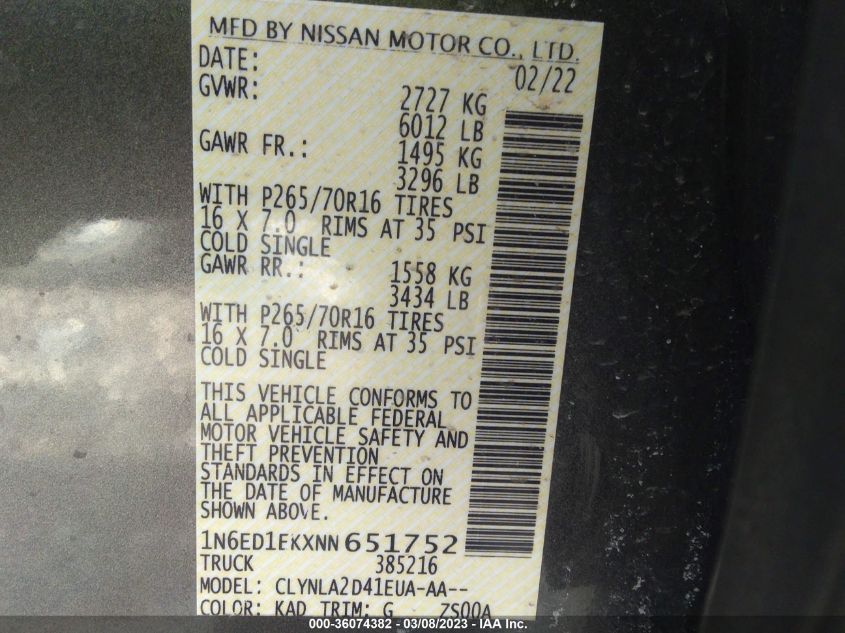 MFD BY NISSAN MOTOR CO., LTD.
DATE: 02/22
GVWR: 2727 KG
6012 LB
GAWR FR.: 1495 KG
3296 LB
WITH P265/70R16 TIRES
16 X 7.0 RIMS AT 35 PSI
COLD SINGLE
GAWR RR.: 1558 KG
3434 LB
WITH P265/70R16 TIRES
16 X 7.0 RIMS AT 35 PSI
COLD SINGLE
THIS VEHICLE CONFORMS TO
ALL APPLICABLE FEDERAL
MOTOR VEHICLE SAFETY AND
THEFT PREVENTION
STANDARDS IN EFFECT ON
THE DATE OF MANUFACTURE
SHOWN ABOVE.
1N6ED1EKXNN651752
TRUCK 385216
MODEL: CLYNLA2D41EUA-AA--
COLOR: KAD TRIM: G ZS00A
000-36074382 - 03/08/2023 - IAA Inc.